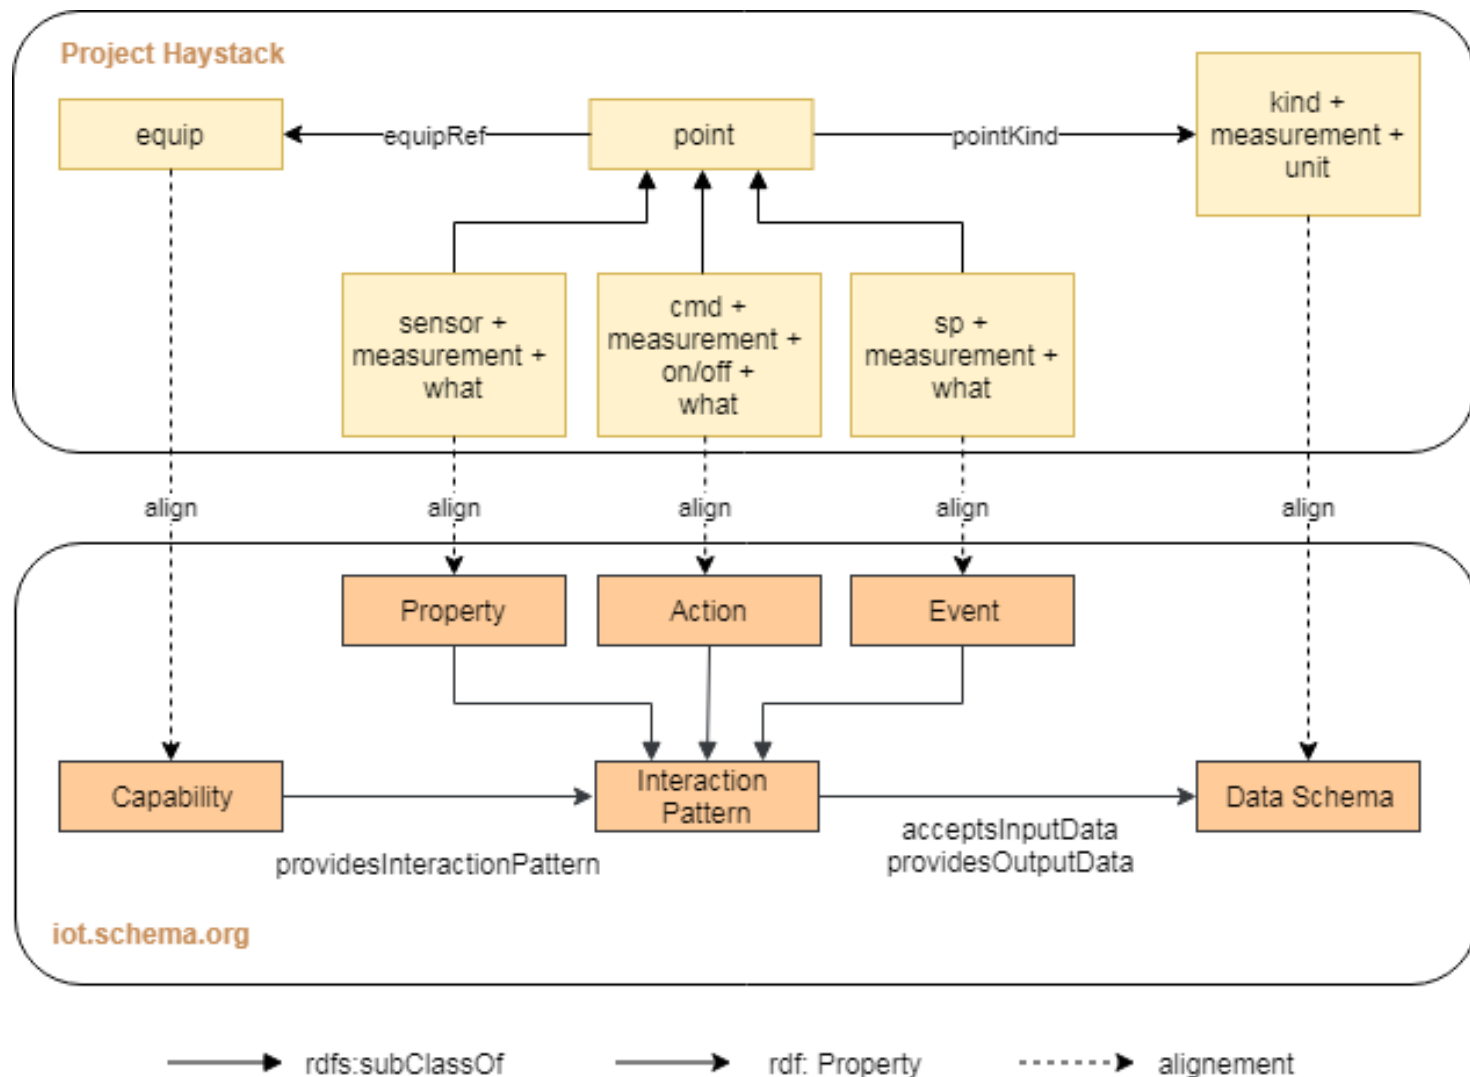 Project Haystack
equip
equipRef
point
pointKind
kind +
measurement +
unit
sensor +
measurement +
what
cmd +
measurement +
on/off +
what
sp +
measurement +
what
align
align
align
align
align
Property
Action
Event
Capability
Interaction
Pattern
Data Schema
providesInteractionPattern
acceptsInputData
providesOutputData
iot.schema.org
rdfs:subClassOf
rdf: Property
alignement